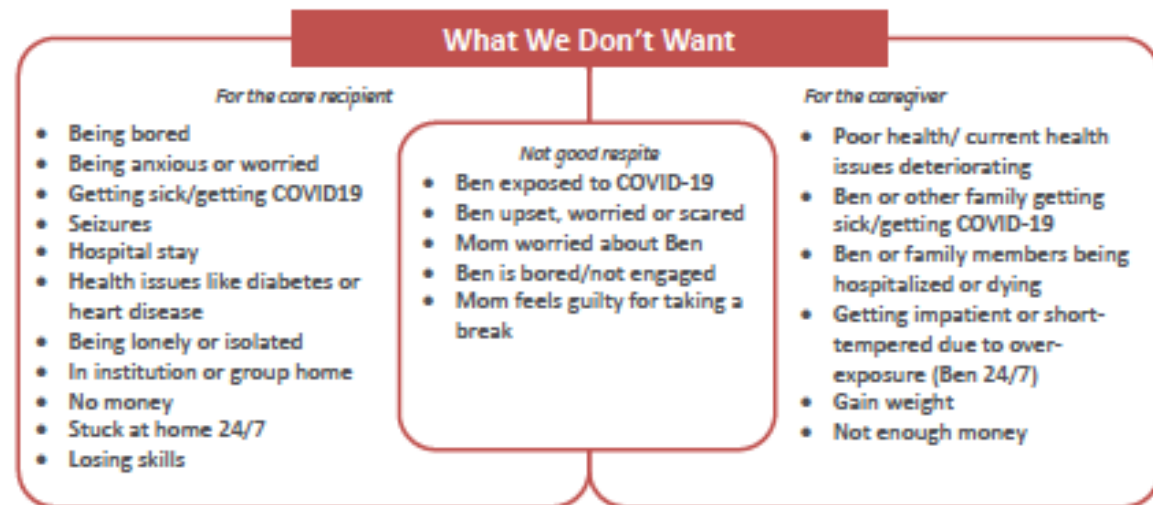 What We Don't Want
For the care recipient
• Being bored
• Being anxious or worried
• Getting sick/getting COVID19
• Seizures
• Hospital stay
• Health issues like diabetes or
heart disease
• Being lonely or isolated
• In institution or group home
• No money
• Stuck at home 24/7
• Losing skills
Not good respite
• Ben exposed to COVID-19
• Ben upset, worried or scared
• Mom worried about Ben
• Ben is bored/not engaged
• Mom feels guilty for taking a
break
For the caregiver
• Poor health/ current health
issues deteriorating
• Ben or other family getting
sick/getting COVID-19
• Ben or family members being
hospitalized or dying
• Getting impatient or short-
tempered due to over-
exposure (Ben 24/7)
• Gain weight
• Not enough money